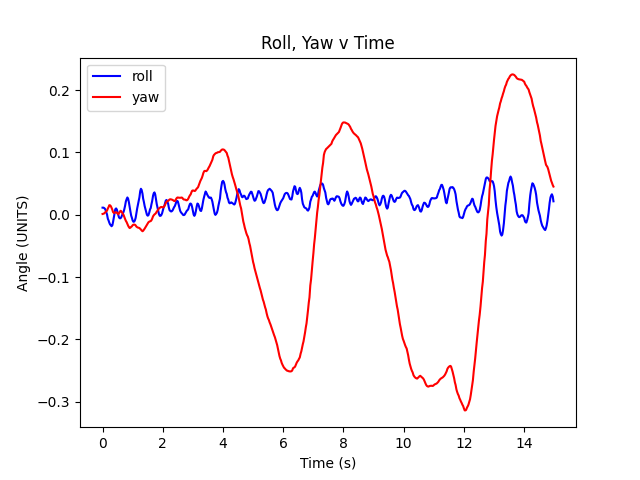 Roll, Yaw v Time
roll
yaw
Angle (UNITS)
0.2
0.1
0.0
−0.1
−0.2
−0.3
0 2 4 6 8 10 12 14
Time (s)